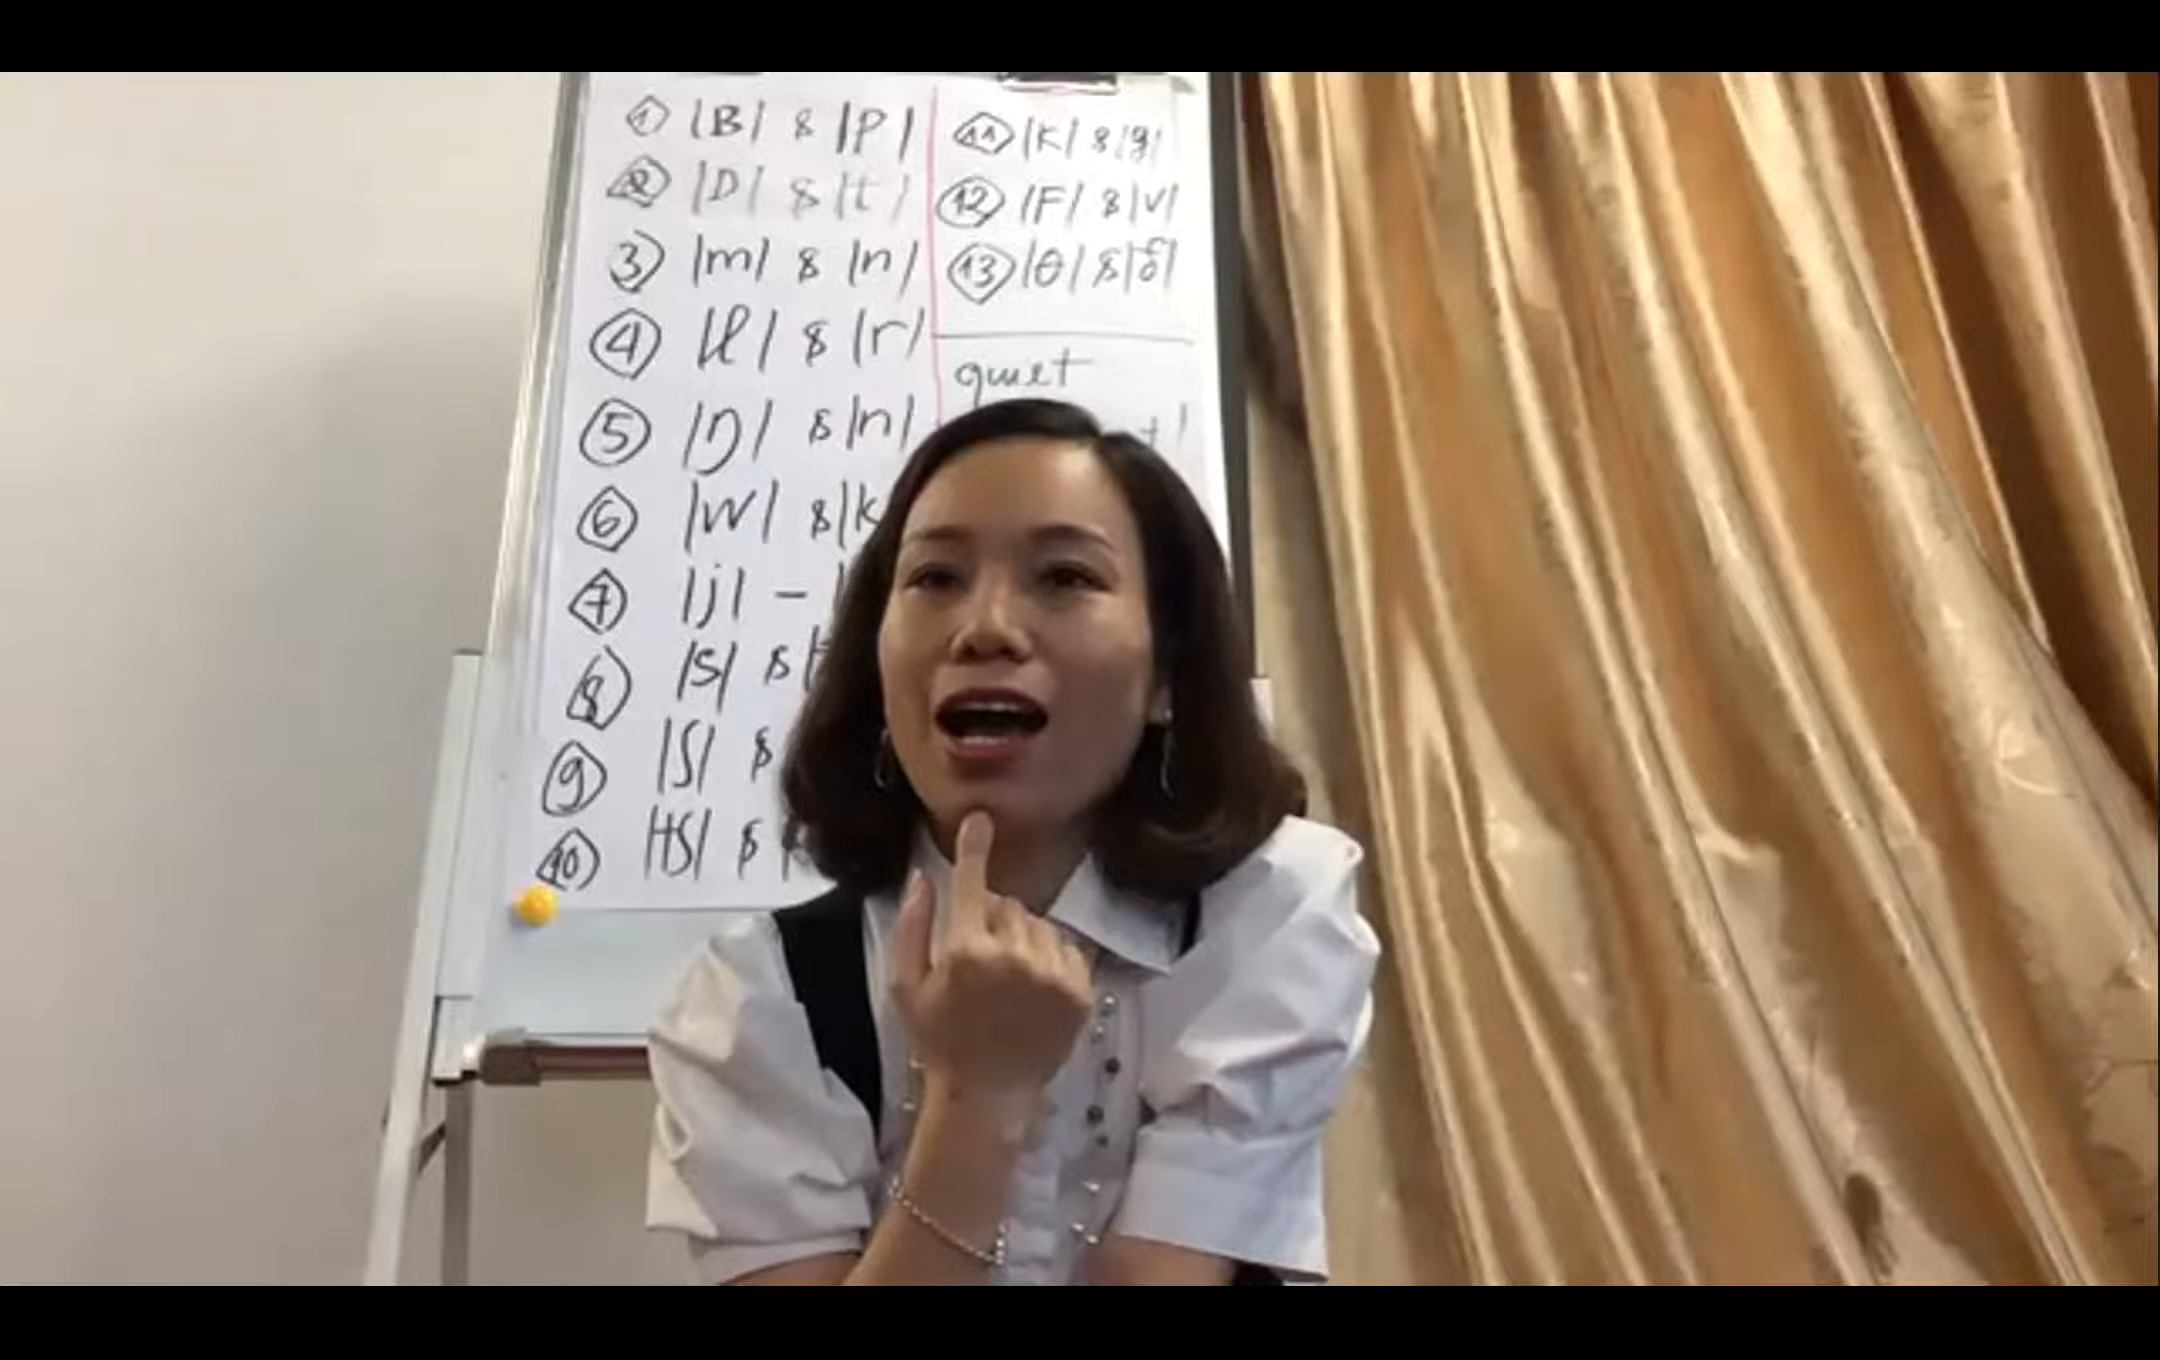 1 /B/ & /P/
2 /D/ & /t/
3 /m/ & /n/
4 /l/ & /r/
5 /ŋ/ & /n/
6 /w/ & /k
7 /j/ -
8 /s/ &
9 /ʃ/ &
10 /tʃ/ &
11 /K/ & /g/
12 /F/ & /v/
13 /θ/ & /ð/
quiet